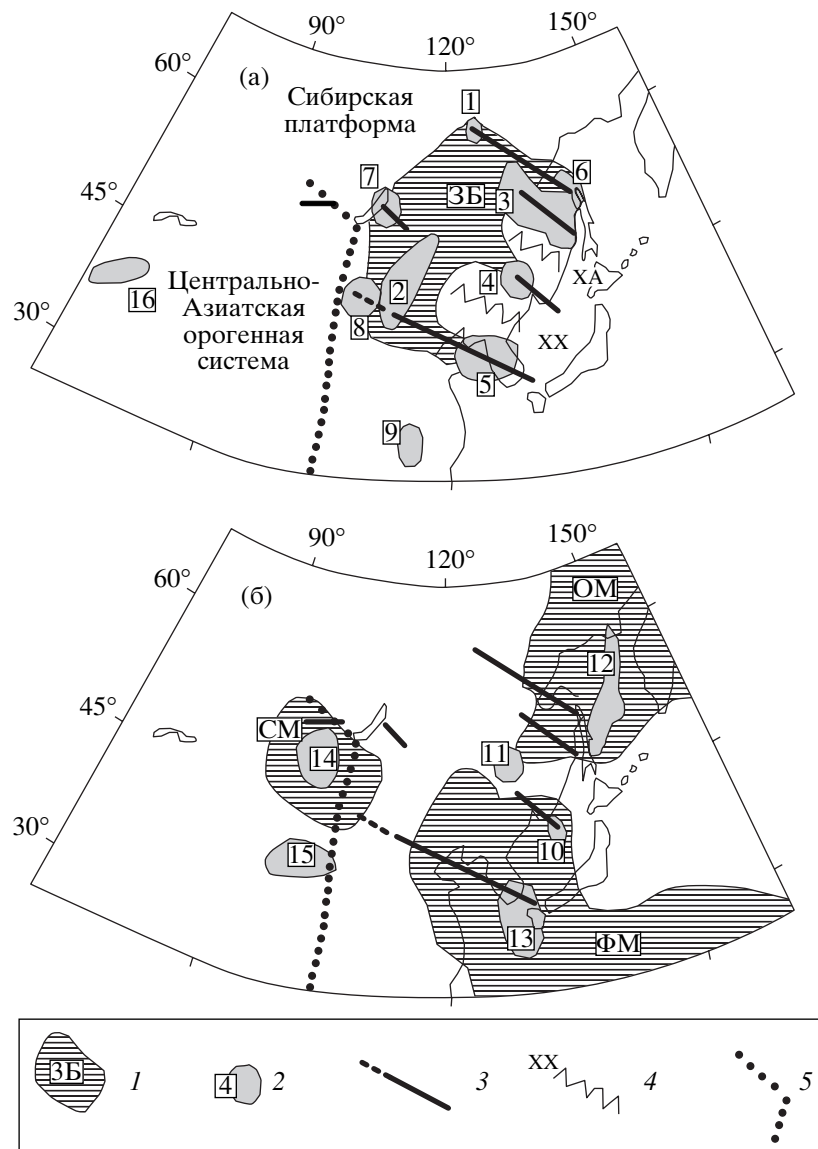 90°
120°
150°
60°
(а)
Сибирская
платформа
1
7
6
ЗБ
3
45°
4
ХА
16
Центрально-
Азиатская
орогенная
система
2
8
ХХ
30°
5
9
90°
120°
150°
60°
(б)
ОМ
12
45°
СМ
14
11
30°
15
10
13
ФМ
ЗБ 1
4 2
3
ХХ 4
5